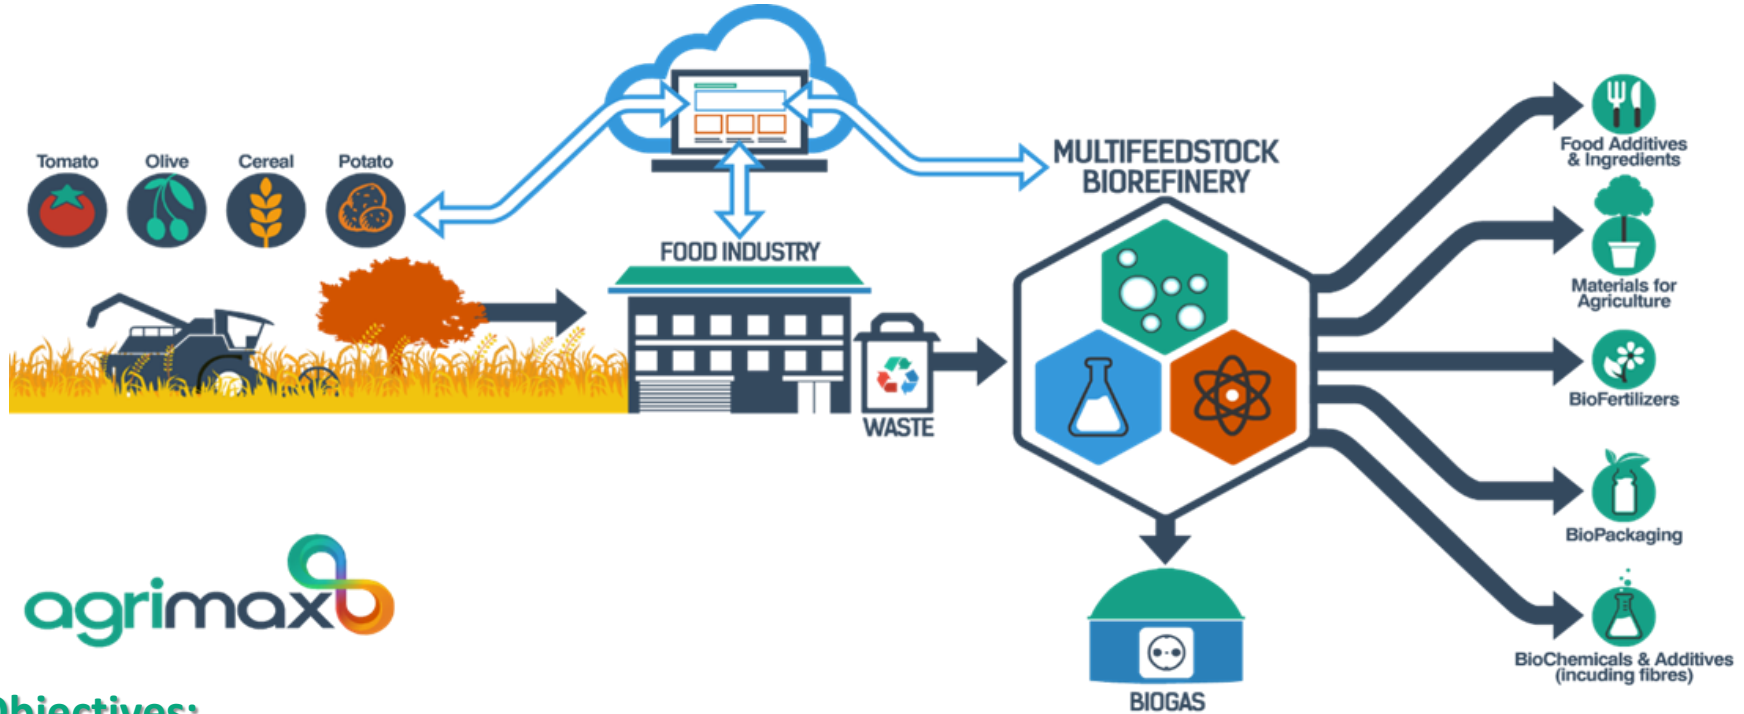 Tomato
Olive
Cereal
Potato
FOOD INDUSTRY
WASTE
MULTIFEEDSTOCK
BIOREFINERY
BIOGAS
Food Additives
& Ingredients
Materials for
Agriculture
BioFertilizers
BioPackaging
BioChemicals & Additives
(incuding fibres)
agrimax
Objectives: